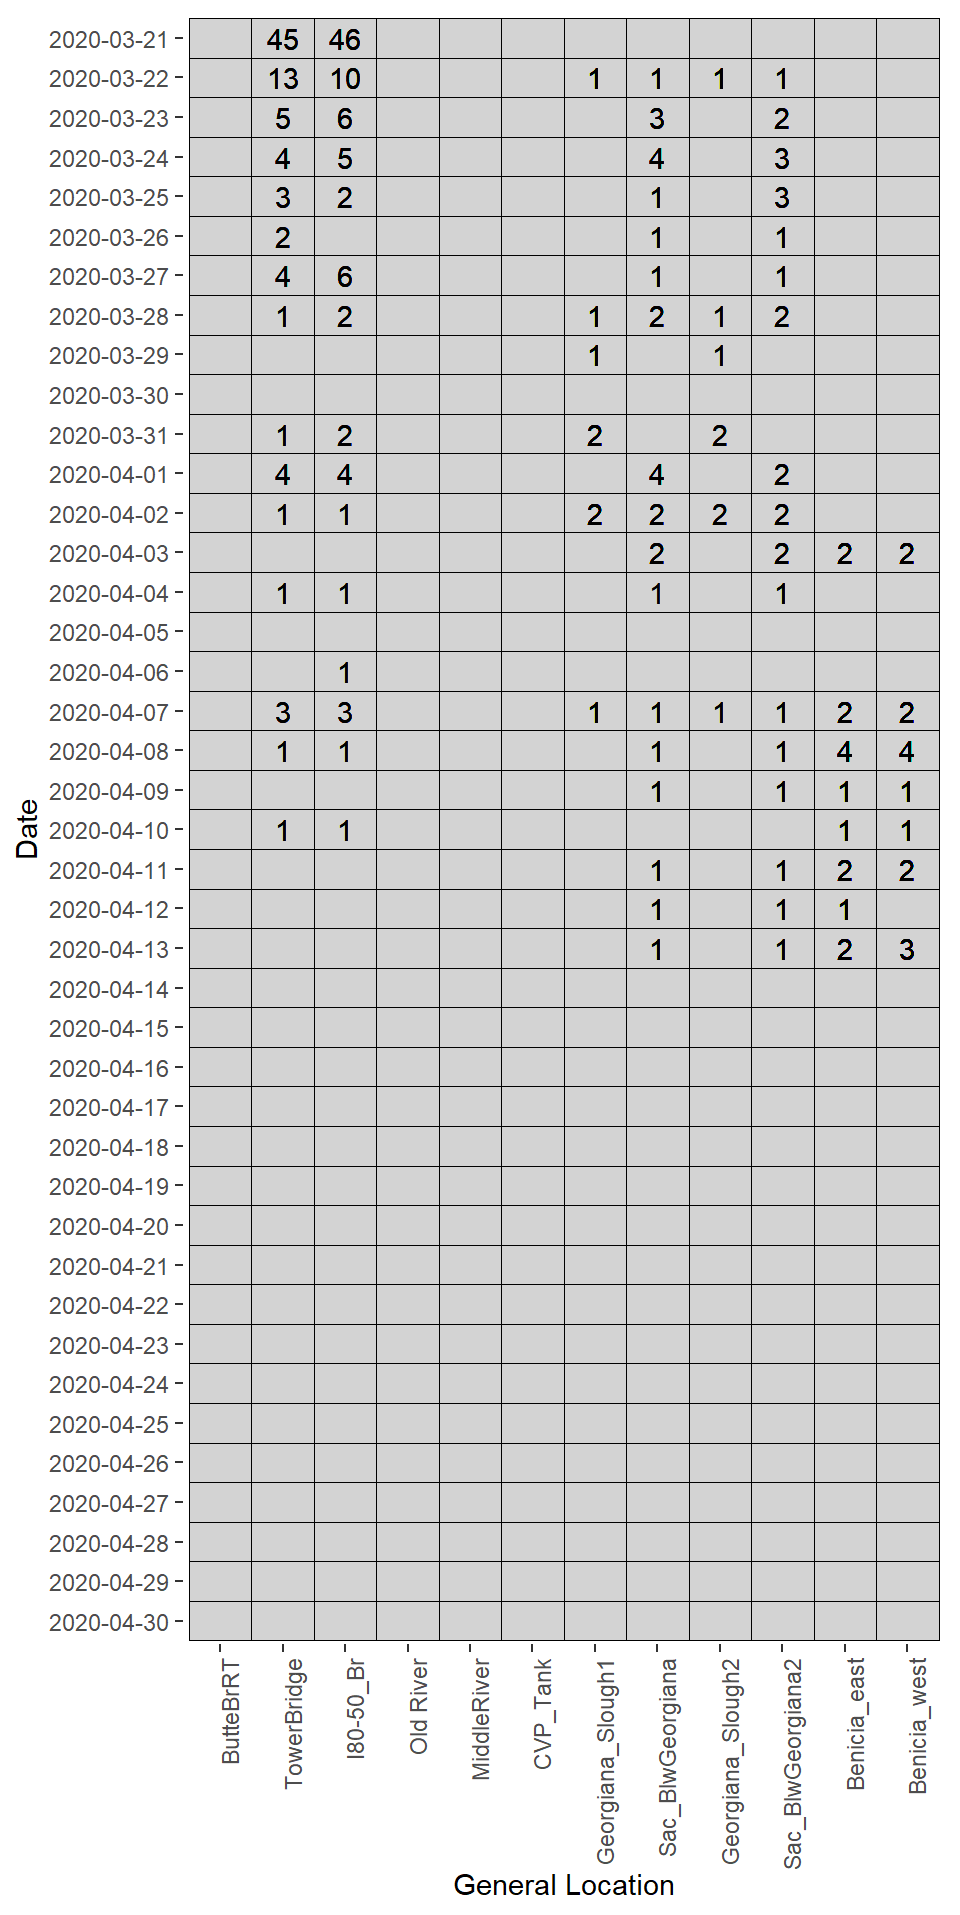 2020-03-21 45 46
2020-03-22 13 10 1 1 1 1
2020-03-23 5 6 3 2
2020-03-24 4 5 4 3
2020-03-25 3 2 1 3
2020-03-26 2 1 1
2020-03-27 4 6 1 1
2020-03-28 1 2 1 2 1 2
2020-03-29 1 1
2020-03-30
2020-03-31 1 2 2 2
2020-04-01 4 4 4 2
2020-04-02 1 1 2 2 2 2
2020-04-03 2 2 2 2
2020-04-04 1 1 1 1
2020-04-05
2020-04-06 1
2020-04-07 3 3 1 1 1 1 2 2
2020-04-08 1 1 1 1 4 4
2020-04-09 1 1 1 1
2020-04-10 1 1 1 1
2020-04-11 1 1 2 2
2020-04-12 1 1 1
2020-04-13 1 1 2 3
2020-04-14
2020-04-15
2020-04-16
2020-04-17
2020-04-18
2020-04-19
2020-04-20
2020-04-21
2020-04-22
2020-04-23
2020-04-24
2020-04-25
2020-04-26
2020-04-27
2020-04-28
2020-04-29
2020-04-30
Date
ButteBrRT
TowerBridge
I80-50_Br
Old River
MiddleRiver
CVP_Tank
Georgiana_Slough1
Sac_BlwGeorgiana
Georgiana_Slough2
Sac_BlwGeorgiana2
Benicia_east
Benicia_west
General Location